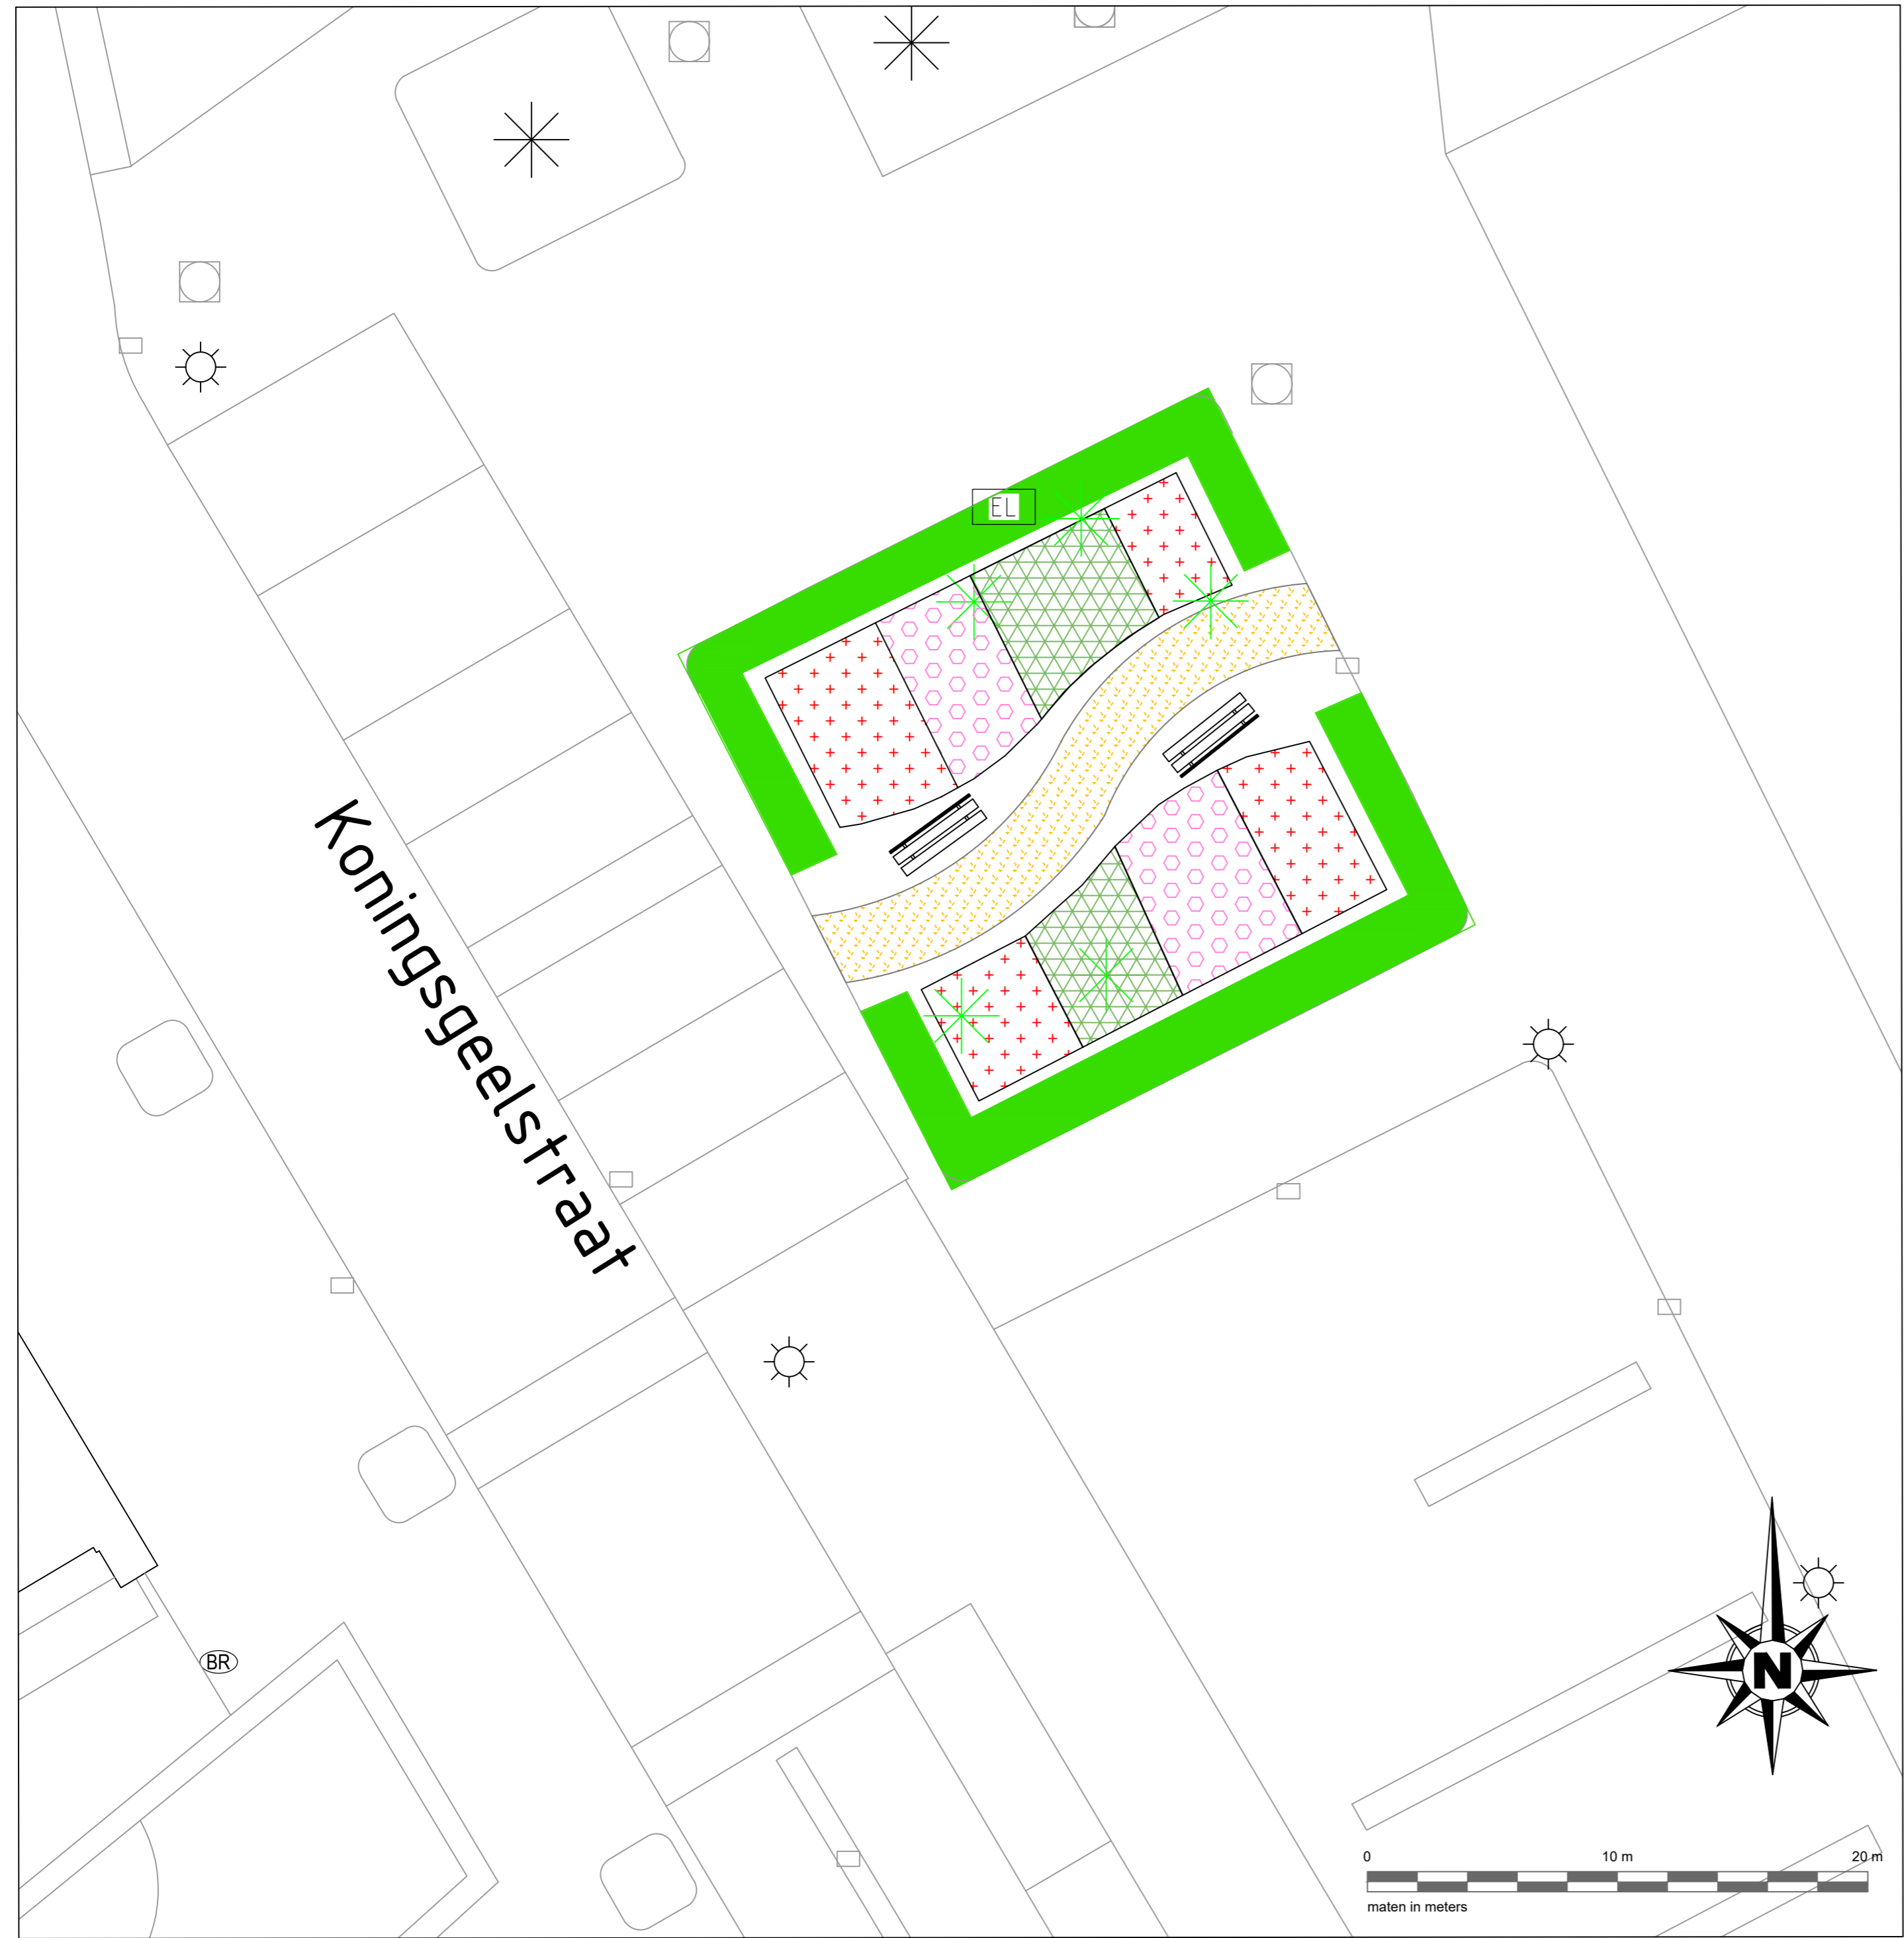 EL
Koningsgeelstraat
BR
N
0 10 m 20 m
maten in meters